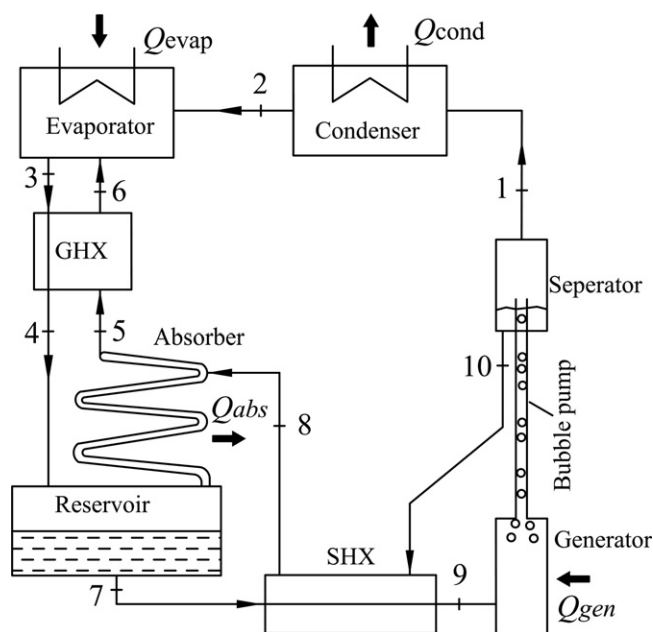 Qevap
Qcond
2
Evaporator
Condenser
3
6
1
GHX
Seperator
4
5
Absorber
10
Qabs
8
Bubble pump
Reservoir
SHX
Generator
7
9
Qgen